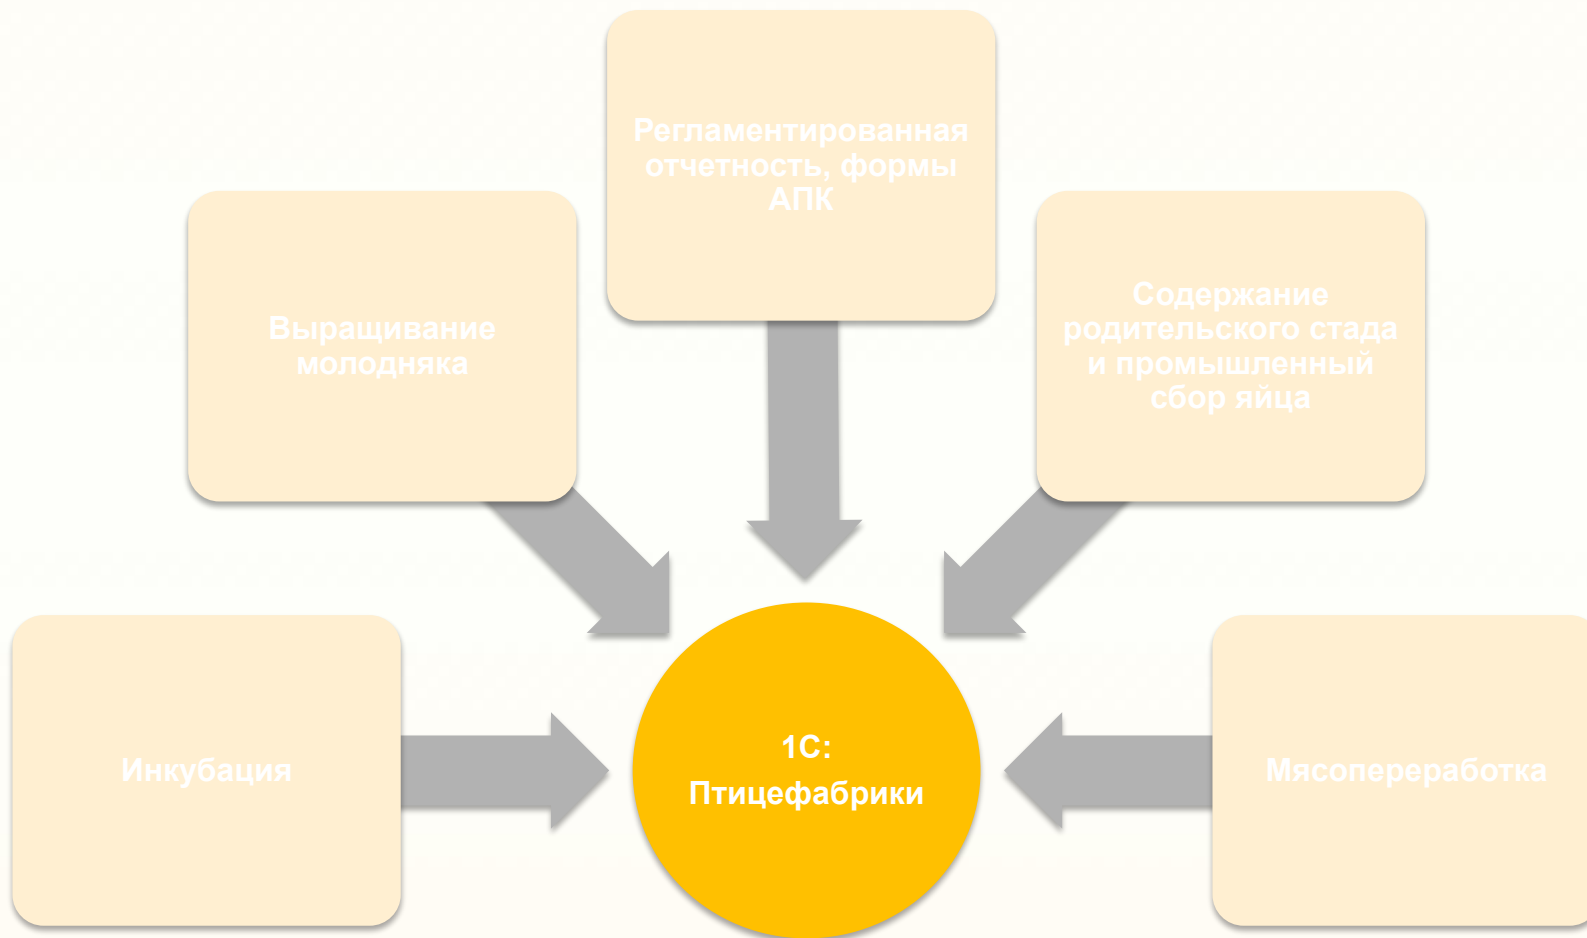 Регламентированная
отчетность, формы
АПК
Выращивание
молодняка
Содержание
родительского стада
и промышленный
сбор яйца
Инкубация
1С:
Птицефабрики
Мясопереработка